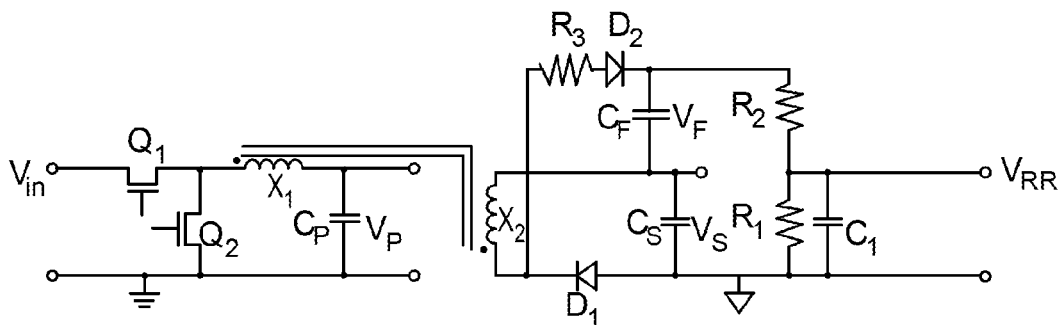 R3 D2
CF VF R2
Q1
Vin X1 VRR
CP VP Q2
X2 CS VS R1 C1
D1